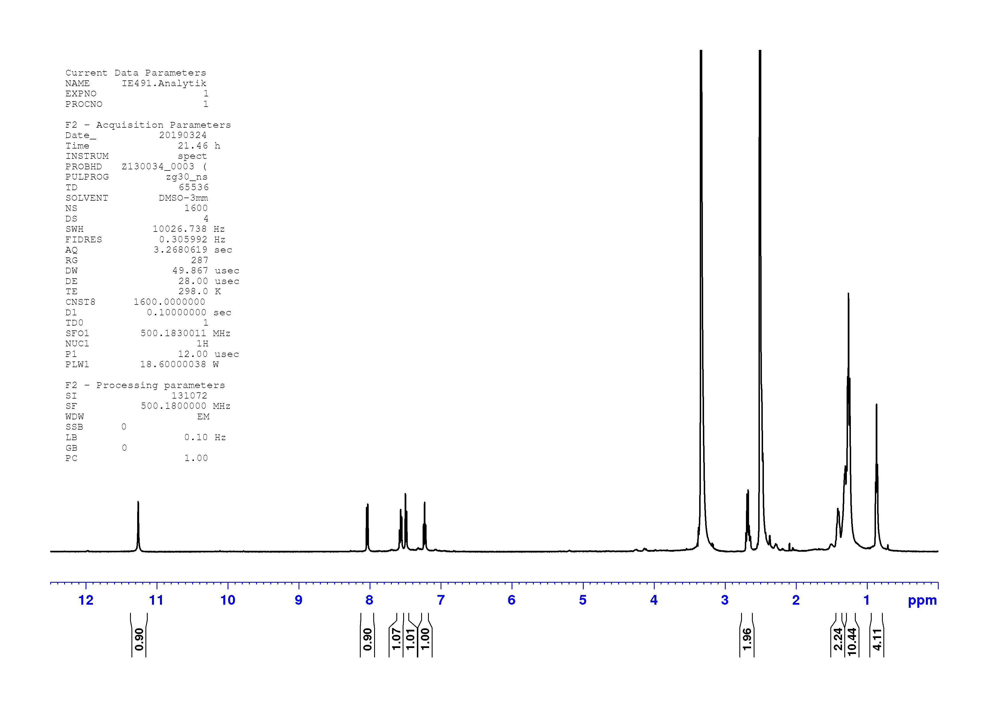 Current Data Parameters
NAME IE491.Analytik
EXPNO 1
PROCNO 1
F2 - Acquisition Parameters
Date_ 20190324
Time 21.46 h
INSTRUM spect
PROBHD Z130034_0003 (
PULPROG zg30_ns
TD 65536
SOLVENT DMSO-3mm
NS 1600
DS 4
SWH 10026.738 Hz
FIDRES 0.305992 Hz
AQ 3.2680619 sec
RG 287
DW 49.867 usec
DE 28.00 usec
TE 298.0 K
CNST8 1600.0000000
D1 0.10000000 sec
TD0 1
SFO1 500.1830011 MHz
NUC1 1H
P1 12.00 usec
PLW1 18.60000038 W
F2 - Processing parameters
SI 131072
SF 500.1800000 MHz
WDW EM
SSB 0
LB 0.10 Hz
GB 0
PC 1.00
12 11 10 9 8 7 6 5 4 3 2 1 ppm
0.90 0.90 1.07 1.01 1.00 1.96 2.24 10.44 4.11